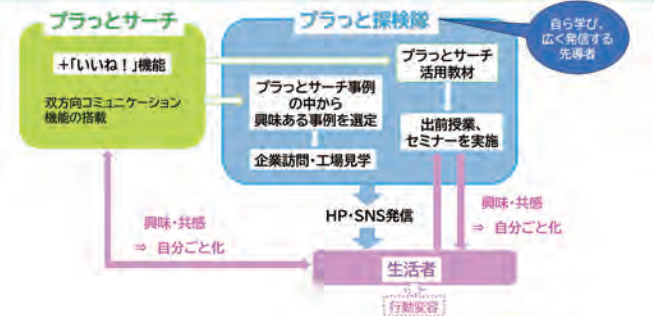 プラっとサーチ
+「いいね！」機能
双方向コミュニケーション
機能の搭載
プラっと探検隊
プラっとサーチ事例
の中から
興味ある事例を選定
企業訪問・工場見学
プラっとサーチ
活用教材
出前授業、
セミナーを実施
自ら学び、
広く発信する
先導者
HP・SNS発信
興味・共感
⇒ 自分ごと化
興味・共感
⇒ 自分ごと化
生活者
行動変容